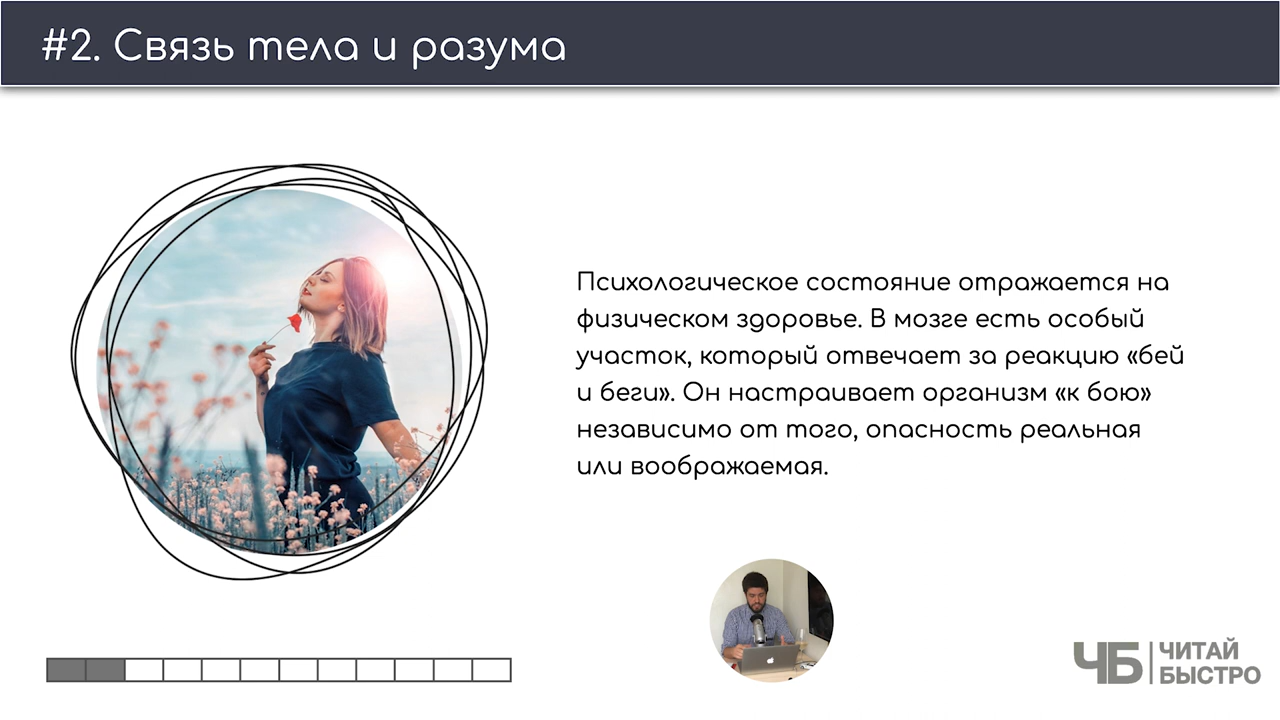 #2. Связь тела и разума
Психологическое состояние отражается на
физическом здоровье. В мозге есть особый
участок, который отвечает за реакцию «бей
и беги». Он настраивает организм «к бою»
независимо от того, опасность реальная
или воображаемая.
ЧБ
ЧИТАЙ
БЫСТРО